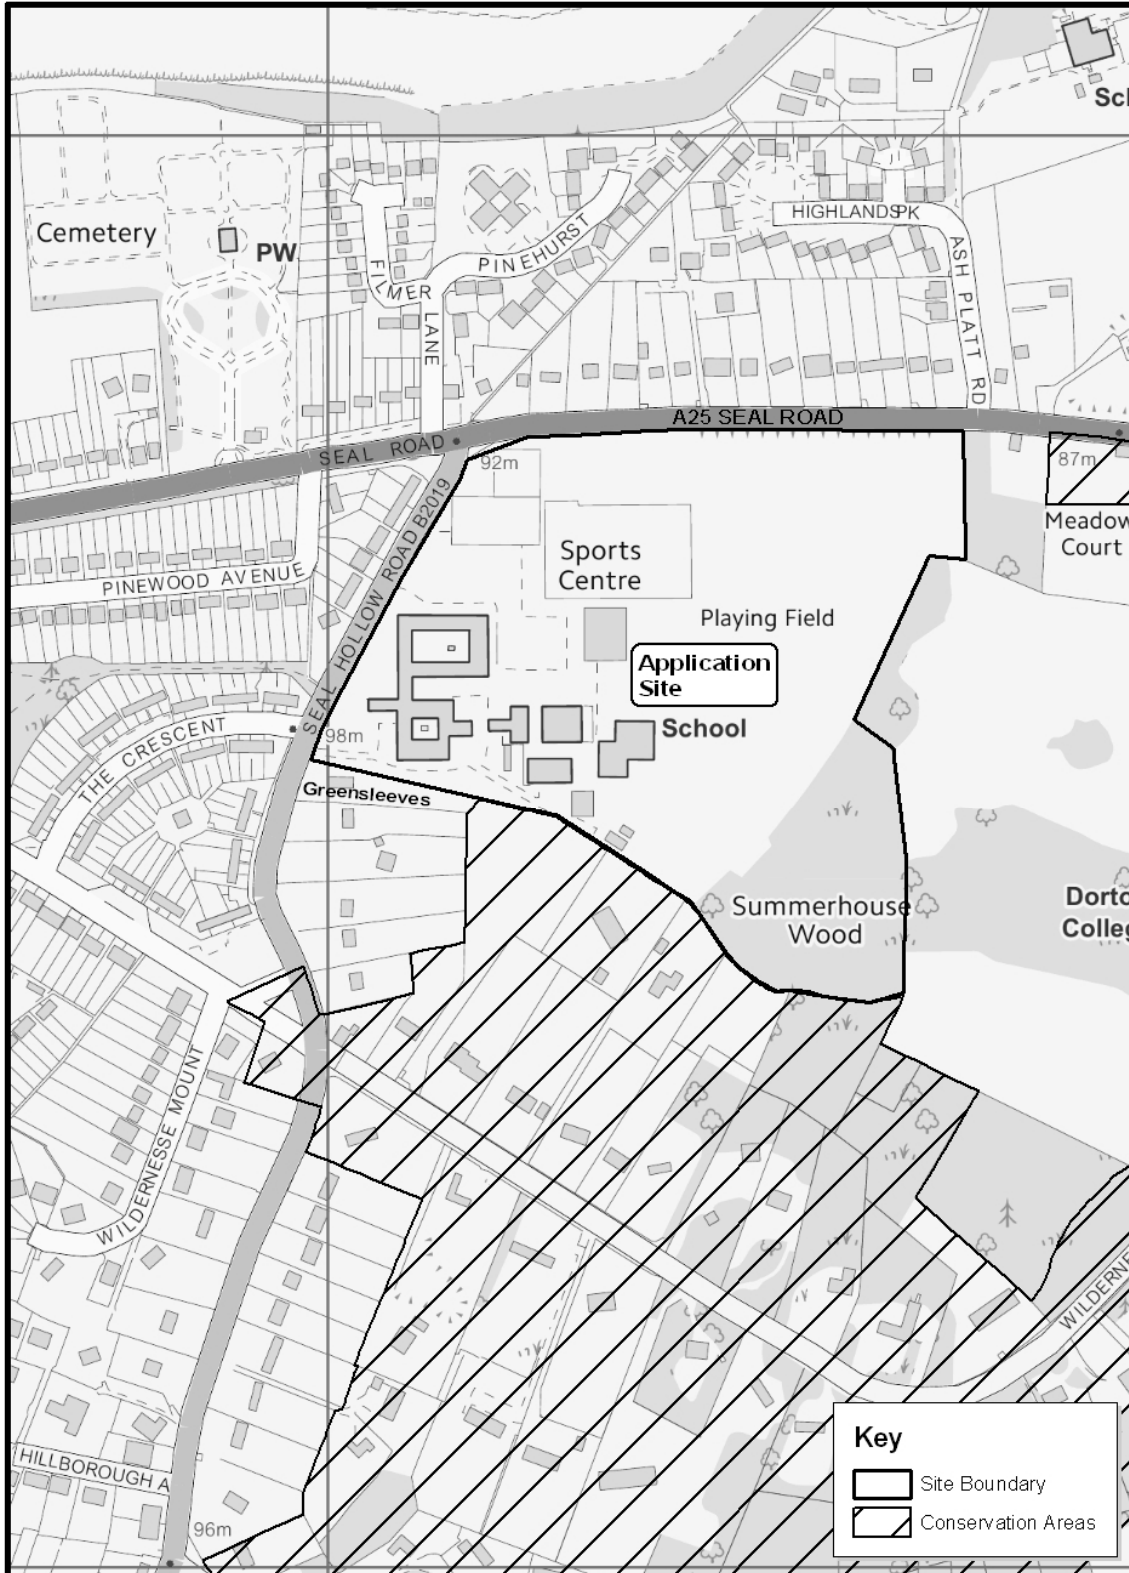 Sch
Cemetery
PW
FILMER
LANE
PINEHURST
HIGHLANDS PK
ASH PLATT RD
A25 SEAL ROAD
SEAL ROAD
92m
87m
Meadow
Court
SEAL HOLLOW ROAD B2019
Sports
Centre
PINEWOOD AVENUE
Playing Field
Application
Site
School
THE CRESCENT
98m
Greensleeves
Summerhouse
Wood
Dorto
Colleg
WILDERNESSE MOUNT
WILDERNE
HILLBOROUGH A
96m
Key
Site Boundary
Conservation Areas